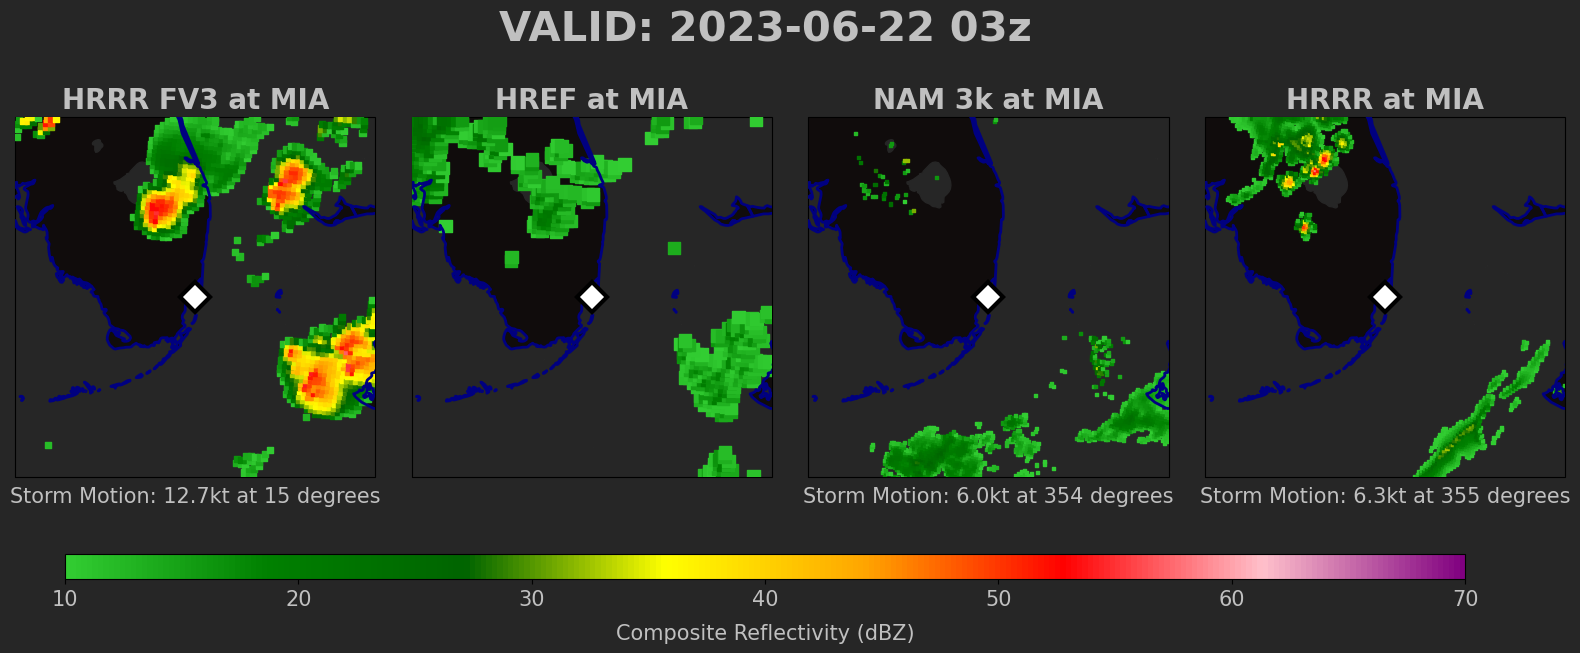 VALID: 2023-06-22 03z
HRRR FV3 at MIA
HREF at MIA
NAM 3k at MIA
HRRR at MIA
Storm Motion: 12.7kt at 15 degrees
Storm Motion: 6.0kt at 354 degrees
Storm Motion: 6.3kt at 355 degrees
10 20 30 40 50 60 70
Composite Reflectivity (dBZ)